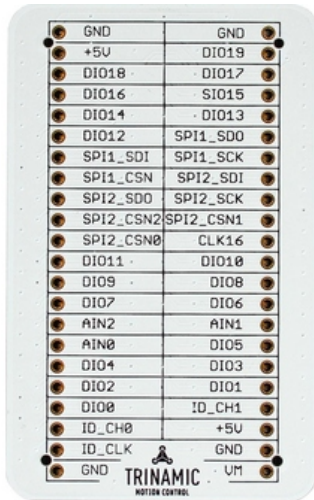 GND GND
+5V DIO19
DIO18 DIO17
DIO16 SIO15
DIO14 DIO13
DIO12 SPI1_SDO
SPI1_SDI SPI1_SCK
SPI1_CSN SPI2_SDI
SPI2_SDO SPI2_SCK
SPI2_CSN2 SPI2_CSN1
SPI2_CSN0 CLK16
DIO11 DIO10
DIO9 DIO8
DIO7 DIO6
AIN2 AIN1
AIN0 DIO5
DIO4 DIO3
DIO2 DIO1
DIO0 ID_CH1
ID_CH0 +5V
ID_CLK GND
GND VM
TRINAMIC
MOTION CONTROL